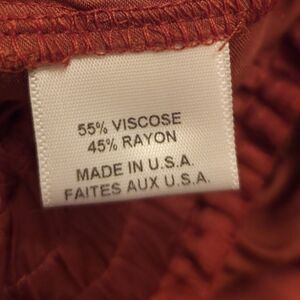 55% VISCOSE
45% RAYON
MADE IN U.S.A.
FAITES AUX U.S.A.